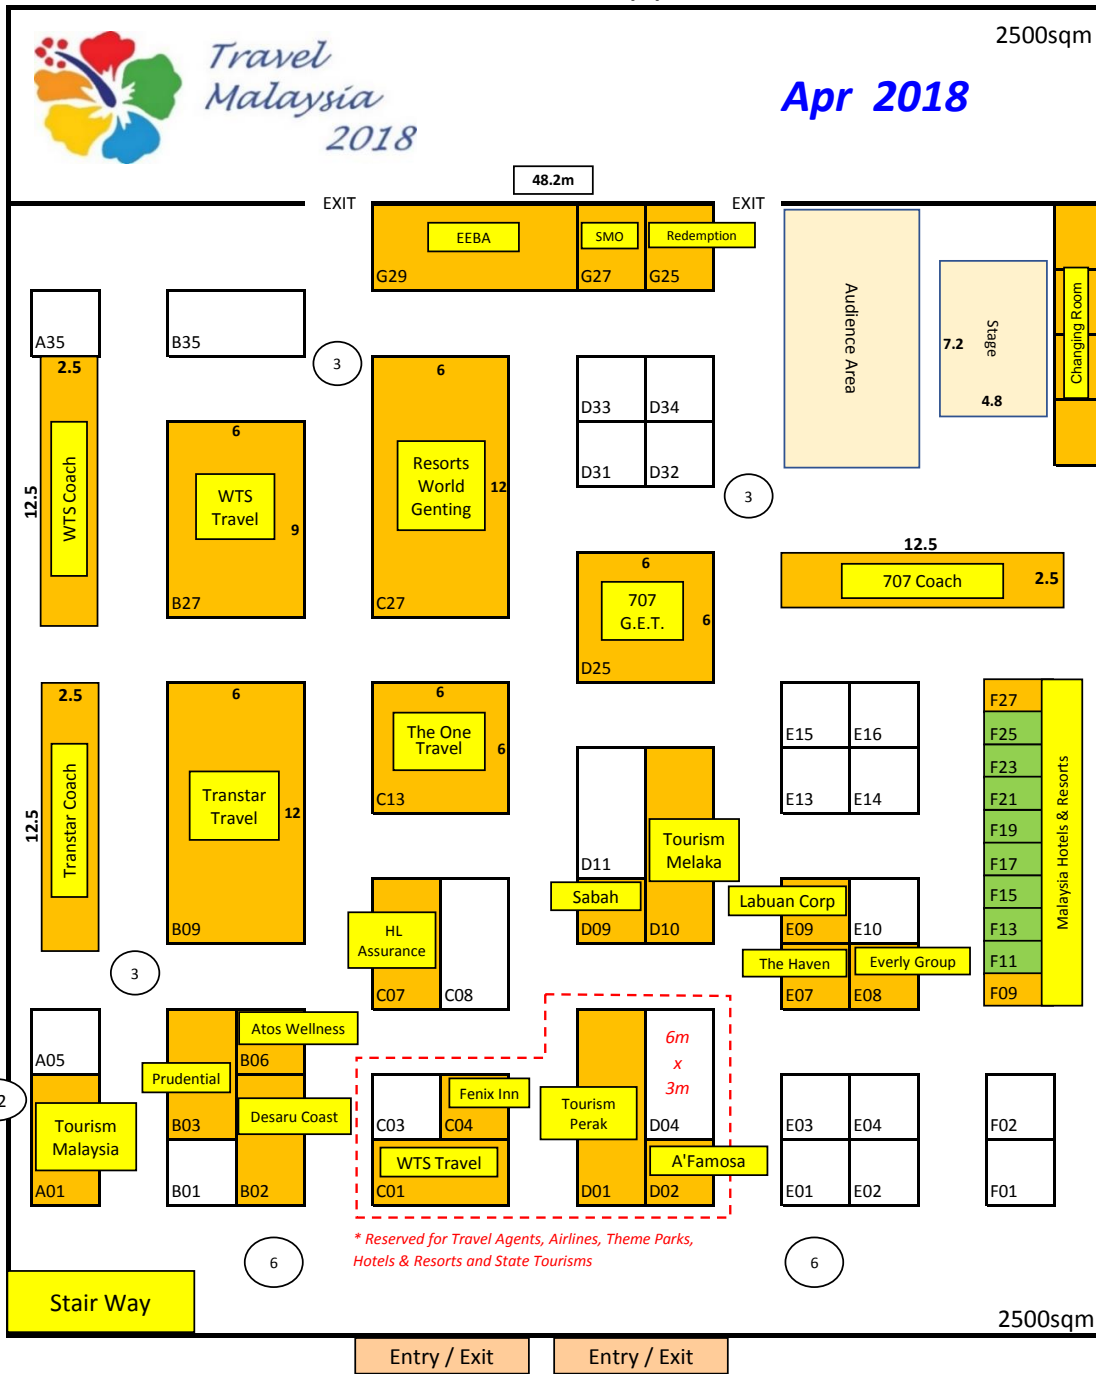 2500sqm
Travel
Malaysia
2018
Apr 2018
48.2m
EXIT
EXIT
EEBA
SMO
Redemption
G29
G27
G25
Audience Area
Stage
7.2
4.8
Changing Room
A35
B35
3
2.5
WTS Coach
12.5
6
WTS
Travel
9
B27
6
Resorts
World
Genting
12
C27
D33
D34
D31
D32
3
12.5
707 Coach
2.5
6
707
G.E.T.
6
D25
2.5
Transtar Coach
12.5
6
Transtar
Travel
12
B09
6
The One
Travel
6
C13
E15
E16
E13
E14
F27
F25
F23
F21
F19
F17
F15
F13
F11
F09
Malaysia Hotels & Resorts
D11
Tourism
Melaka
Sabah
D09
D10
HL
Assurance
C07
C08
Labuan Corp
E09
E10
The Haven
Everly Group
E07
E08
3
A05
2
Tourism
Malaysia
A01
Atos Wellness
B06
Prudential
B03
Desaru Coast
B01
B02
Fenix Inn
C03
C04
WTS Travel
C01
Tourism
Perak
6m
x
3m
D04
A'Famosa
D01
D02
E03
E04
E01
E02
F02
F01
* Reserved for Travel Agents, Airlines, Theme Parks,
Hotels & Resorts and State Tourisms
6
6
Stair Way
2500sqm
Entry / Exit
Entry / Exit